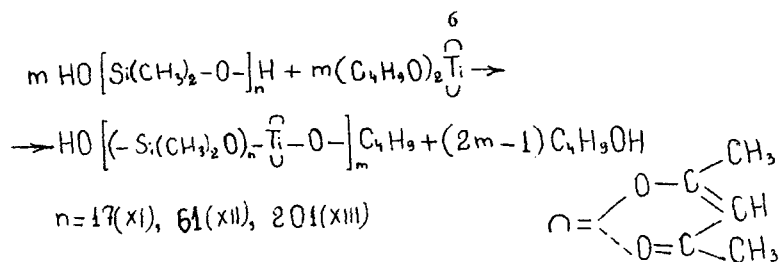 6
m HO[Si(CH₃)₂-O-]ₙH + m(C₄H₉O)₂Ti →
→ HO[(-Si(CH₃)₂O)ₙ-Ti-O-]ₘC₄H₉ + (2m-1)C₄H₉OH
n=17(XI), 61(XII), 201(XIII)
∩ =
O-C CH₃
CH
O=C CH₃